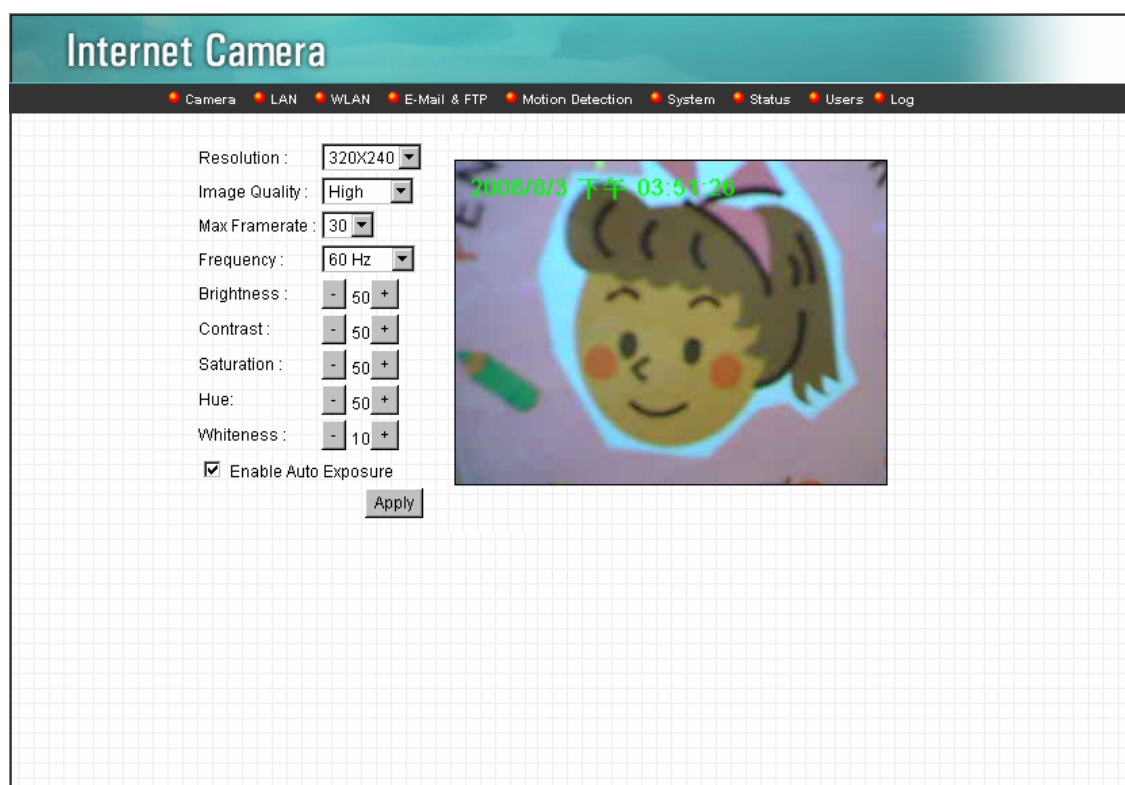 Internet Camera
Camera LAN WLAN E-Mail & FTP Motion Detection System Status Users Log
Resolution : 320X240
Image Quality : High
Max Framerate : 30
Frequency : 60 Hz
Brightness : - 50 +
Contrast : - 50 +
Saturation : - 50 +
Hue: - 50 +
Whiteness : - 10 +
Enable Auto Exposure
Apply
2006/8/3 下午 03:51:26